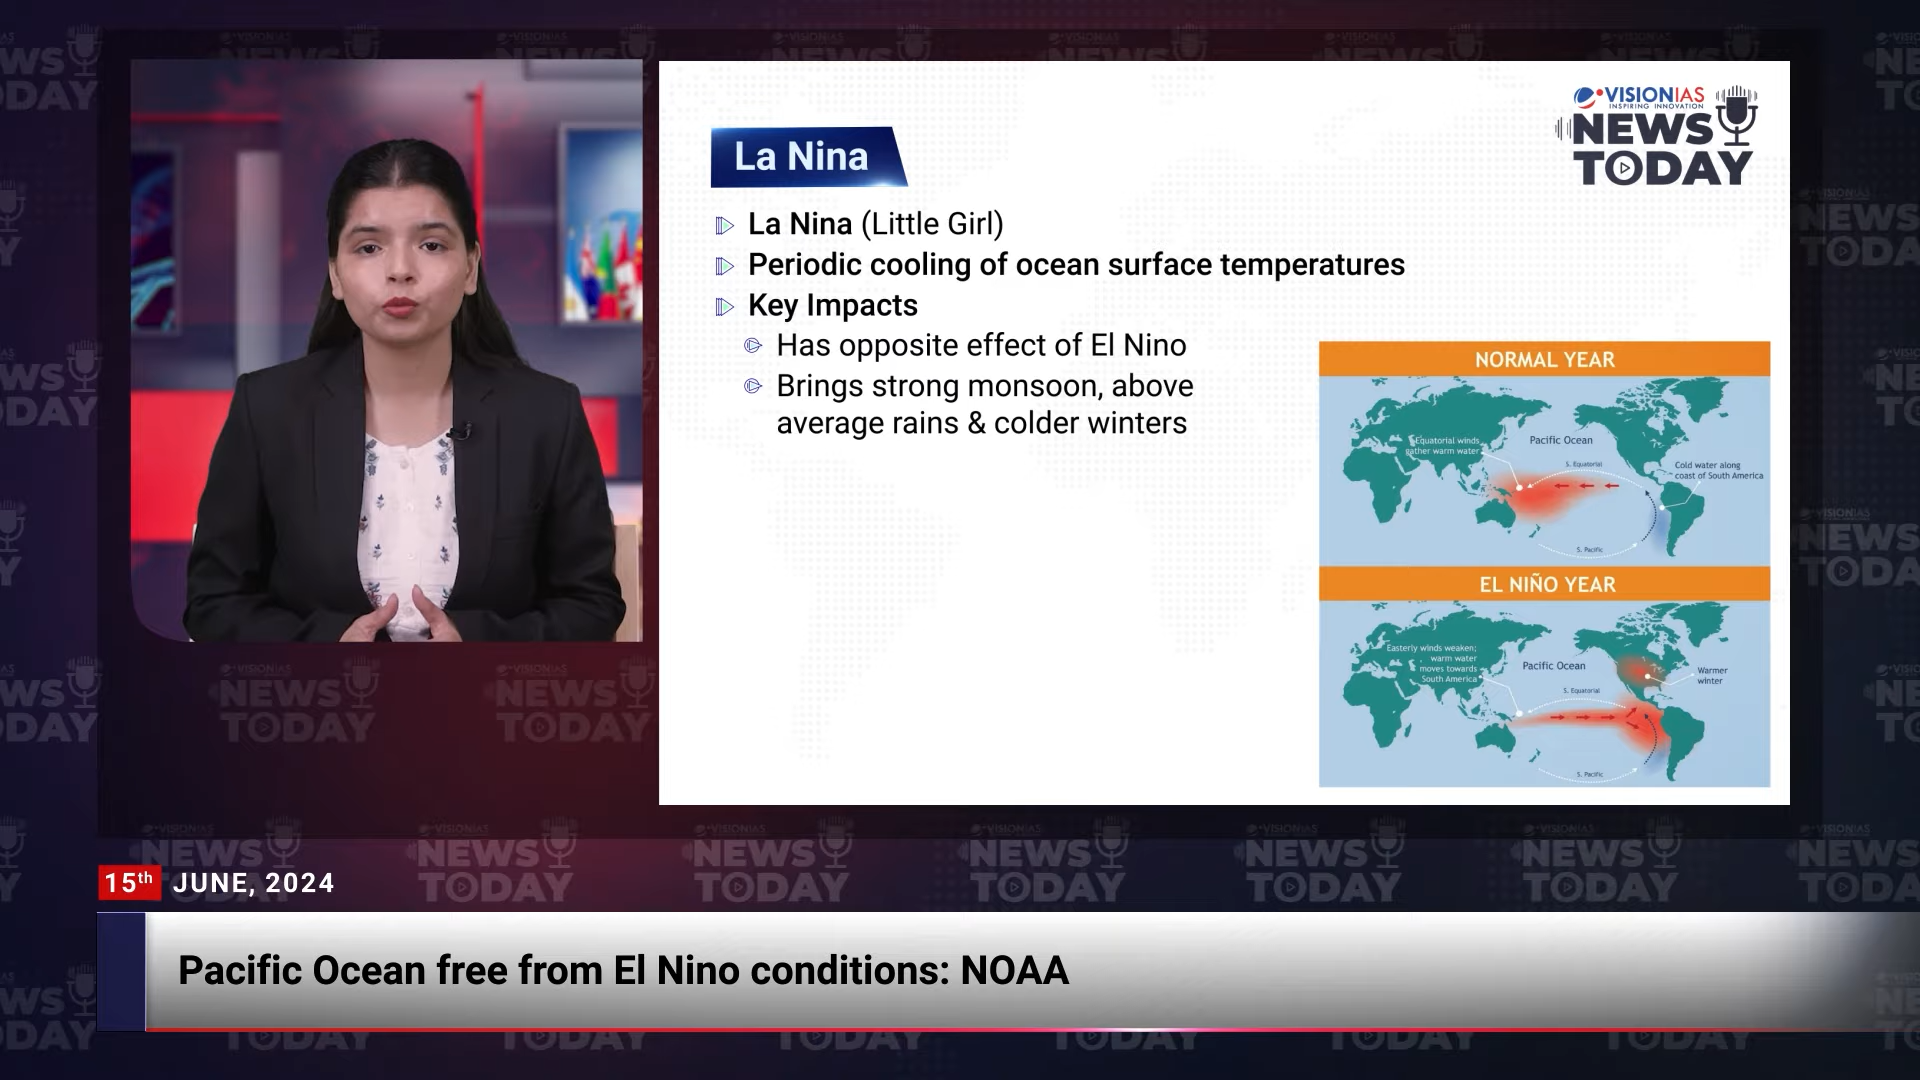 VISIONIAS
INSPIRING INNOVATION
NEWS
TODAY
La Nina
La Nina (Little Girl)
Periodic cooling of ocean surface temperatures
Key Impacts
Has opposite effect of El Nino
Brings strong monsoon, above
average rains & colder winters
NORMAL YEAR
Equatorial winds
gather warm water
Pacific Ocean
S. Equatorial
Cold water along
coast of South America
S. Pacific
EL NIÑO YEAR
Easterly winds weaken;
warm water
moves towards
South America
Pacific Ocean
S. Equatorial
Warmer
winter
S. Pacific
15th JUNE, 2024
Pacific Ocean free from El Nino conditions: NOAA